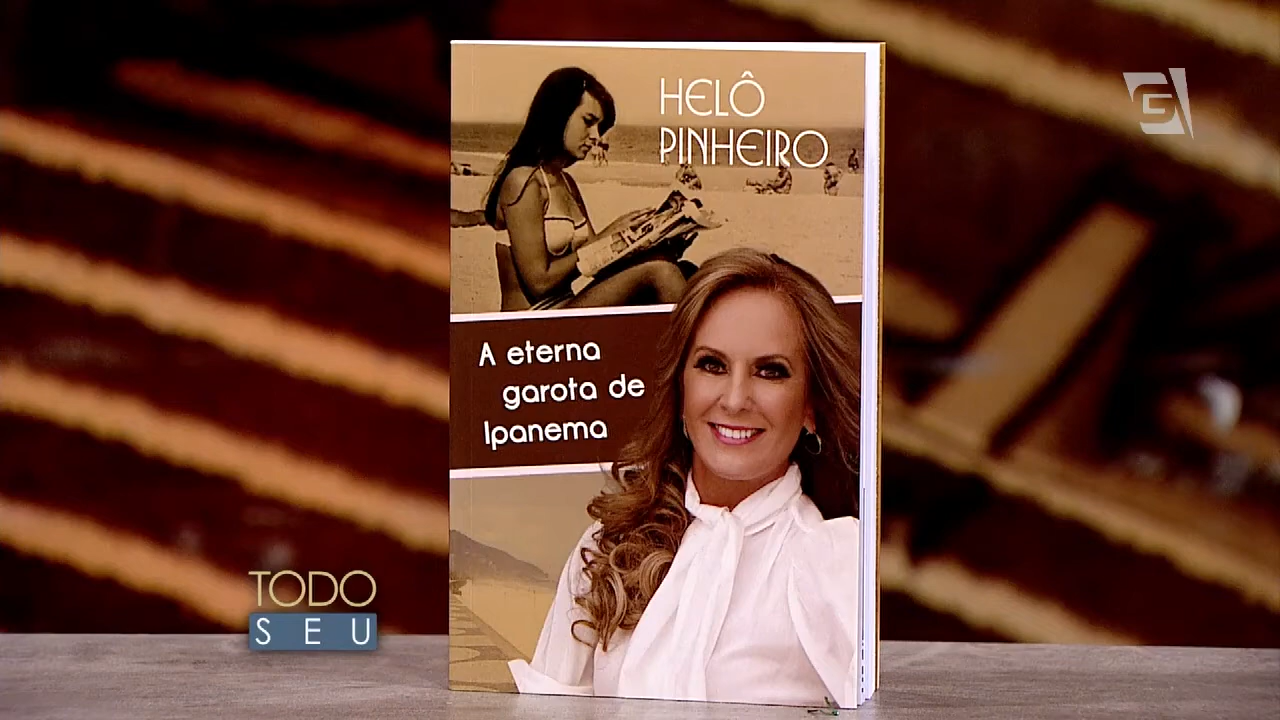 HELÔ
PINHEIRO
A eterna
garota de
Ipanema
TODO
SEU